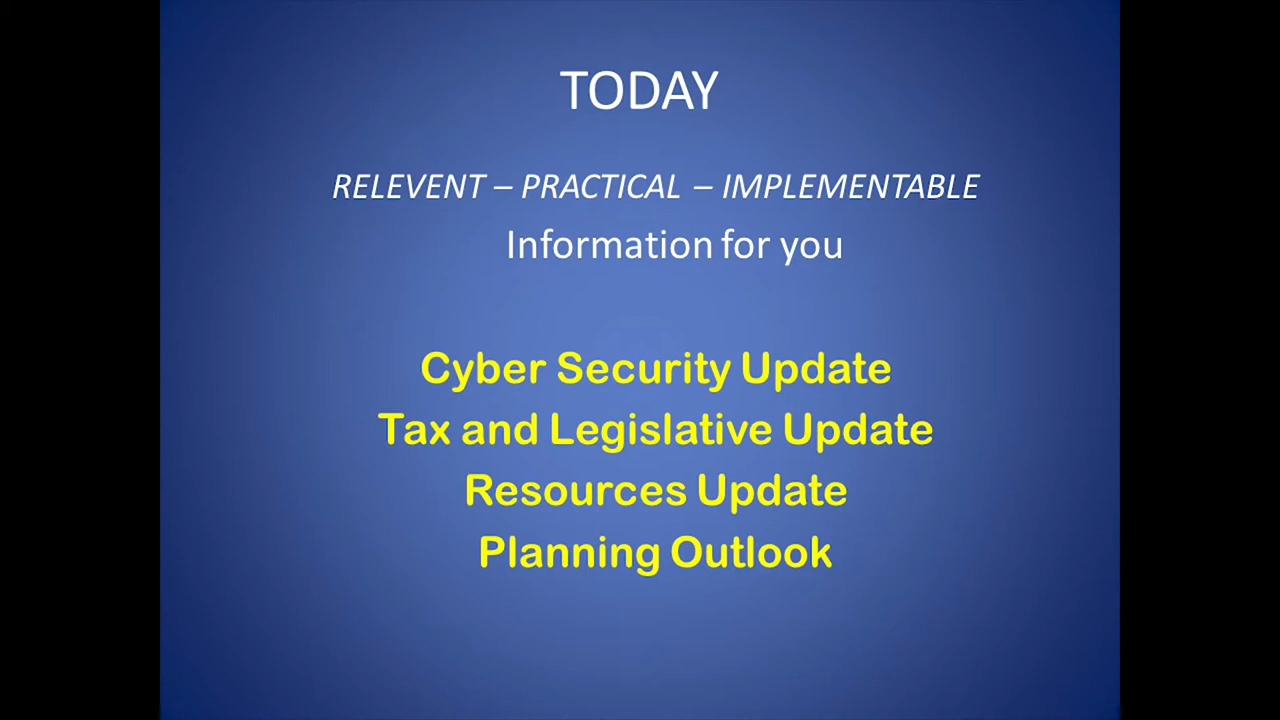 TODAY
RELEVENT – PRACTICAL – IMPLEMENTABLE
Information for you
Cyber Security Update
Tax and Legislative Update
Resources Update
Planning Outlook